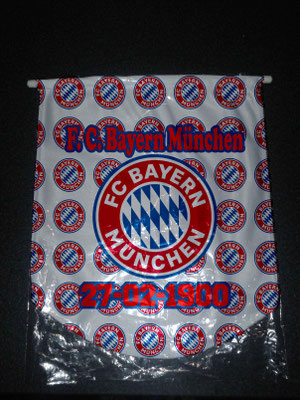 F. C. Bayern München
FC BAYERN
MÜNCHEN
27-02-1900